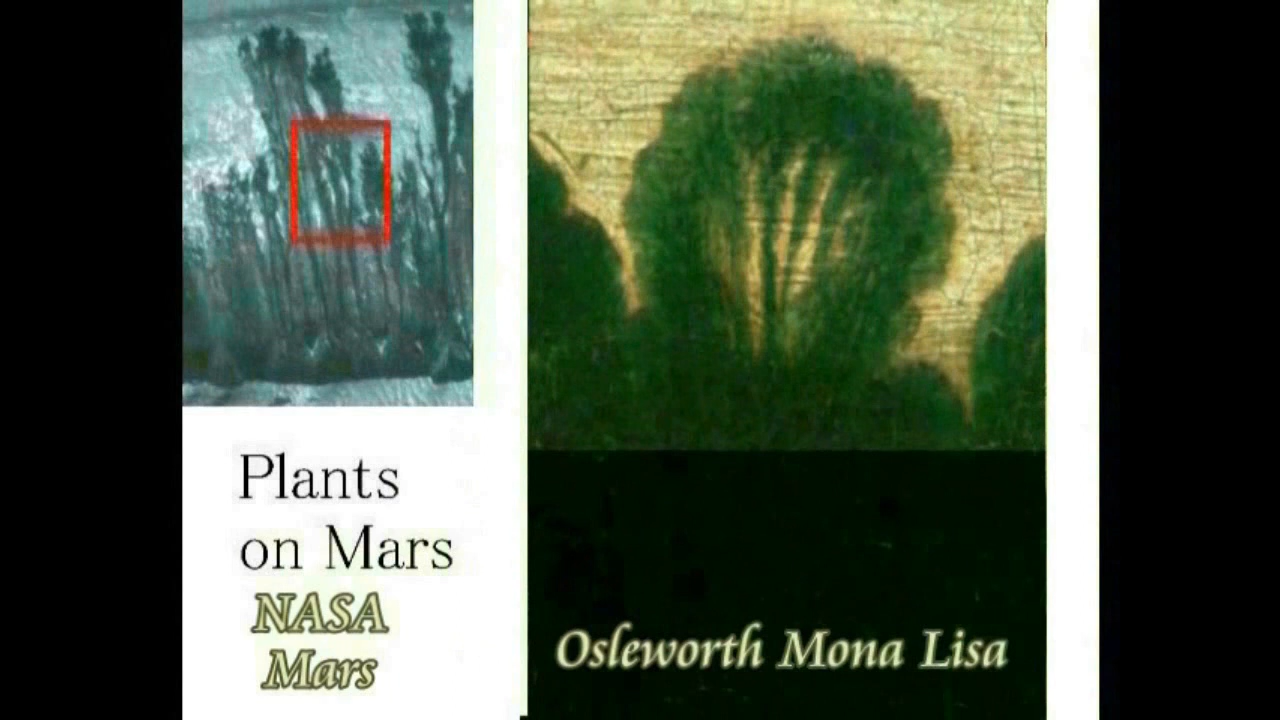 Plants
on Mars
NASA
Mars
Osleworth Mona Lisa